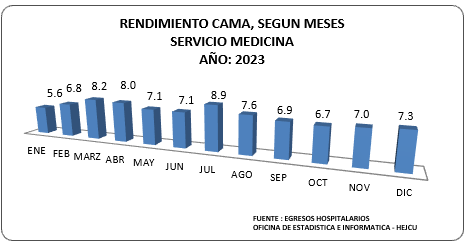 RENDIMIENTO CAMA, SEGUN MESES
SERVICIO MEDICINA
AÑO: 2023
5.6 6.8 8.2 8.0 7.1 7.1 8.9 7.6 6.9 6.7 7.0 7.3
ENE FEB MARZ ABR MAY JUN JUL AGO SEP OCT NOV DIC
FUENTE : EGRESOS HOSPITALARIOS
OFICINA DE ESTADISTICA E INFORMATICA - HEJCU